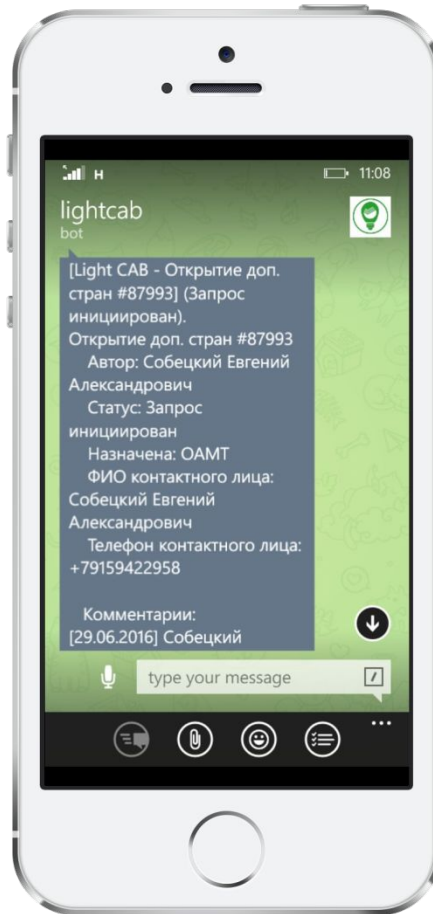 H 11:08
lightcab
bot
[Light CAB - Открытие доп.
стран #87993] (Запрос
инициирован).
Открытие доп. стран #87993
Автор: Собецкий Евгений
Александрович
Статус: Запрос
инициирован
Назначена: ОАМТ
ФИО контактного лица:
Собецкий Евгений
Александрович
Телефон контактного лица:
+79159422958
Комментарии:
[29.06.2016] Собецкий
type your message